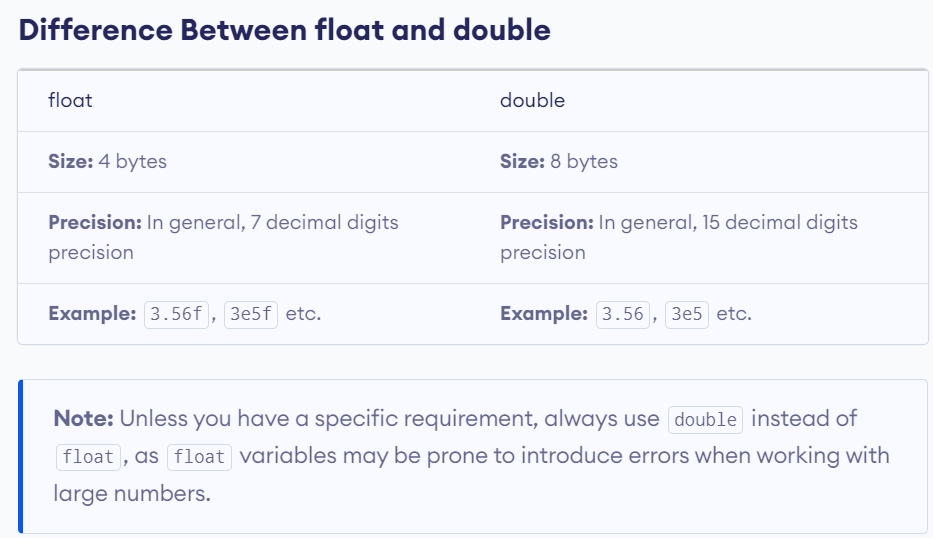 Difference Between float and double
float
double
Size: 4 bytes
Size: 8 bytes
Precision: In general, 7 decimal digits
precision
Precision: In general, 15 decimal digits
precision
Example: 3.56f, 3e5f etc.
Example: 3.56, 3e5 etc.
Note: Unless you have a specific requirement, always use double instead of
float, as float variables may be prone to introduce errors when working with
large numbers.